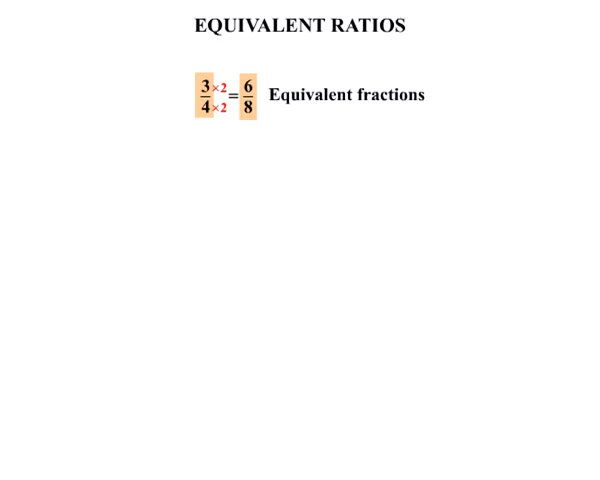 EQUIVALENT RATIOS
3×2 6
— = — Equivalent fractions
4×2 8